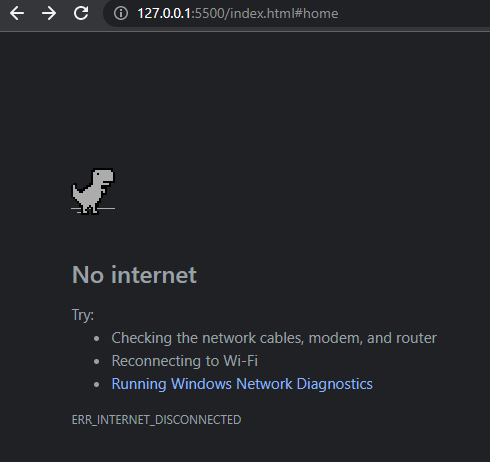 127.0.0.1:5500/index.html#home
No internet
Try:
Checking the network cables, modem, and router
Reconnecting to Wi-Fi
Running Windows Network Diagnostics
ERR_INTERNET_DISCONNECTED